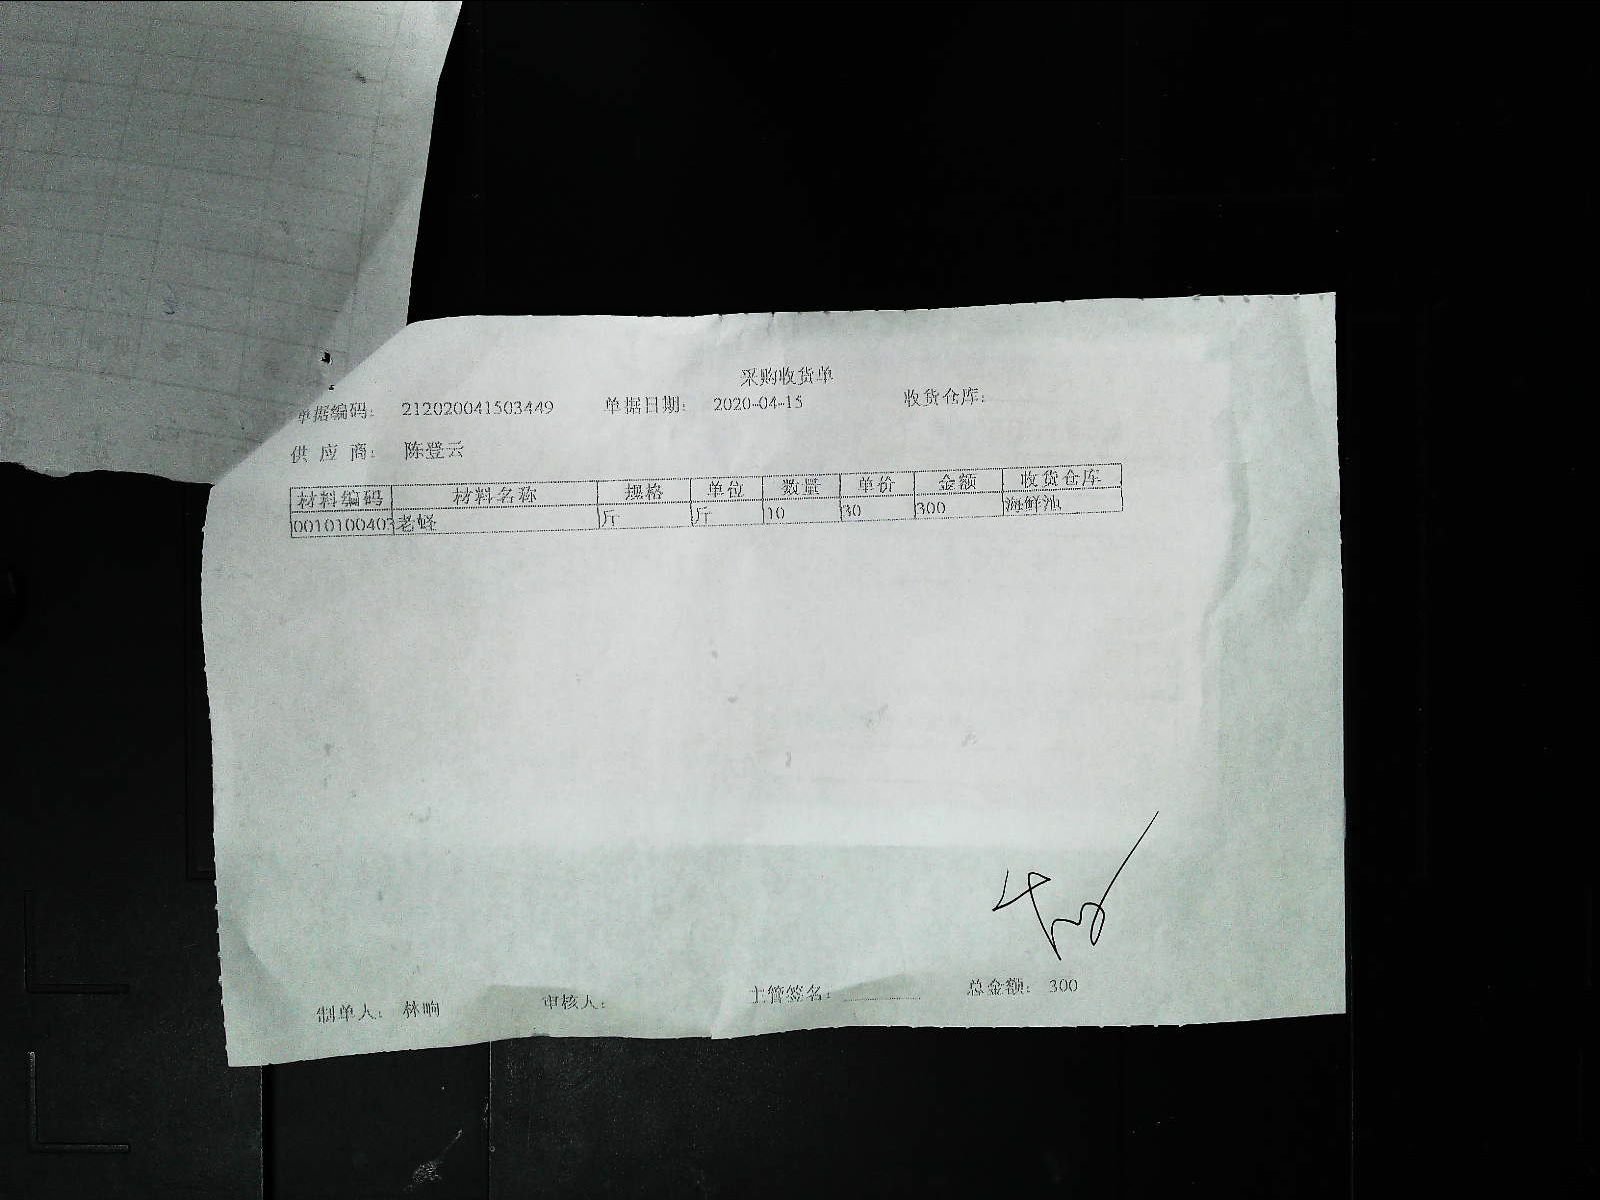 采购收货单
单据编码： 212020041503449 单据日期： 2020-04-15 收货仓库：
供 应 商： 陈登云
材料编码 材料名称 规格 单位 数量 单价 金额 收货仓库
0010100403 老蛏 斤 斤 10 30 300 海鲜池
制单人： 林响 审核人： 主管签名： 总金额： 300